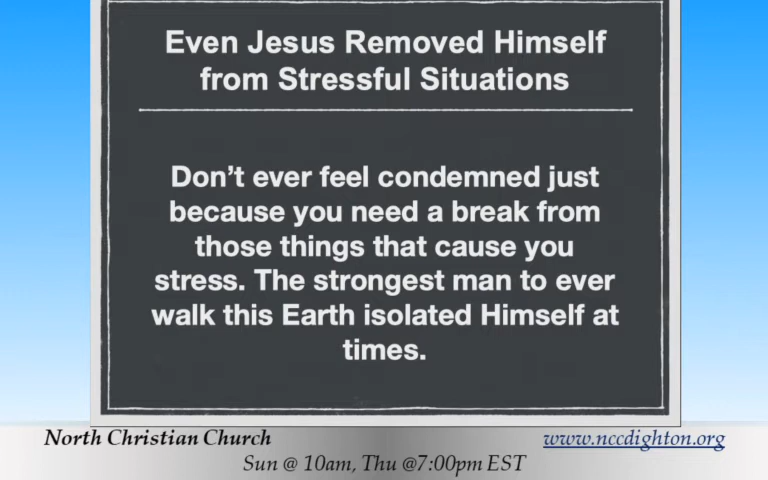 Even Jesus Removed Himself
from Stressful Situations
Don’t ever feel condemned just
because you need a break from
those things that cause you
stress. The strongest man to ever
walk this Earth isolated Himself at
times.
North Christian Church
www.nccdighton.org
Sun @ 10am, Thu @7:00pm EST